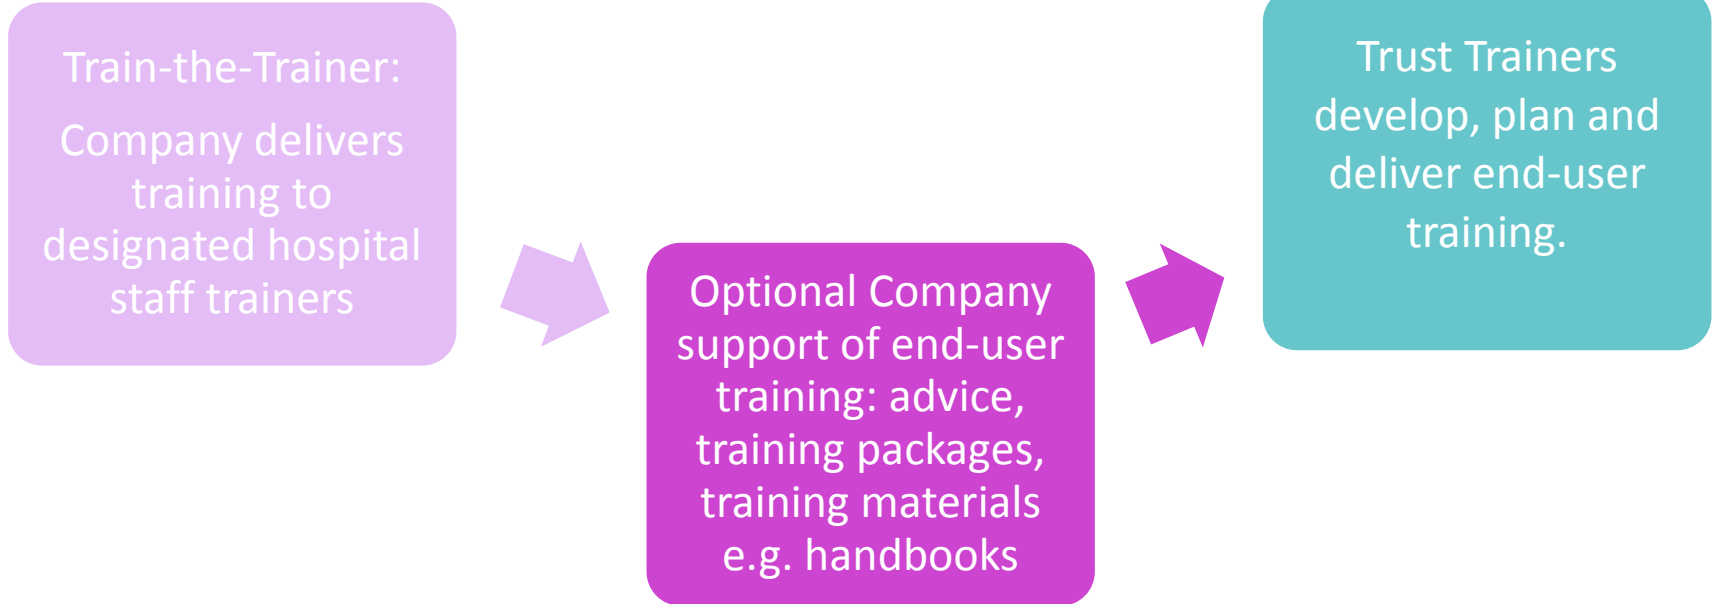 Train-the-Trainer:
Company delivers
training to
designated hospital
staff trainers
Optional Company
support of end-user
training: advice,
training packages,
training materials
e.g. handbooks
Trust Trainers
develop, plan and
deliver end-user
training.